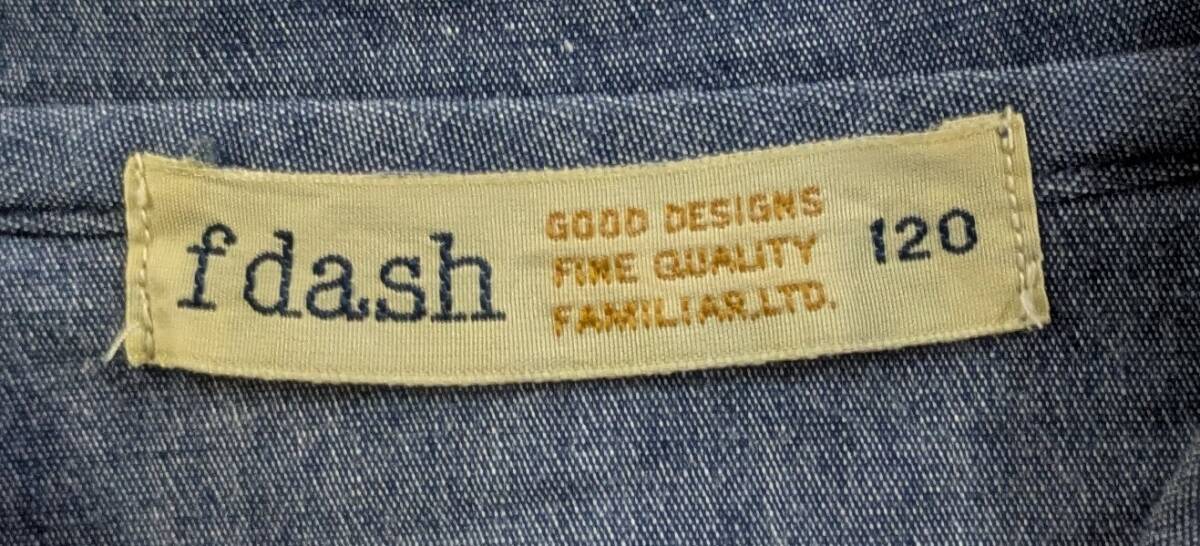 fdash
GOOD DESIGNS
FINE QUALITY
FAMILIAR.LTD.
120